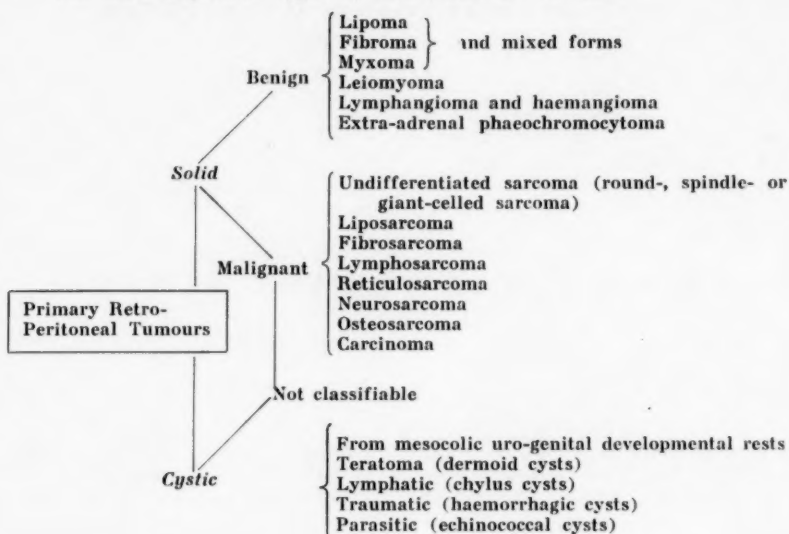 Lipoma
Fibroma
Myxoma
ınd mixed forms
Benign
Leiomyoma
Lymphangioma and haemangioma
Extra-adrenal phaeochromocytoma
Solid
Undifferentiated sarcoma (round-, spindle- or
giant-celled sarcoma)
Liposarcoma
Fibrosarcoma
Malignant
Lymphosarcoma
Reticulosarcoma
Neurosarcoma
Osteosarcoma
Carcinoma
Primary Retro-
Peritoneal Tumours
Not classifiable
Cystic
From mesocolic uro-genital developmental rests
Teratoma (dermoid cysts)
Lymphatic (chylus cysts)
Traumatic (haemorrhagic cysts)
Parasitic (echinococcal cysts)